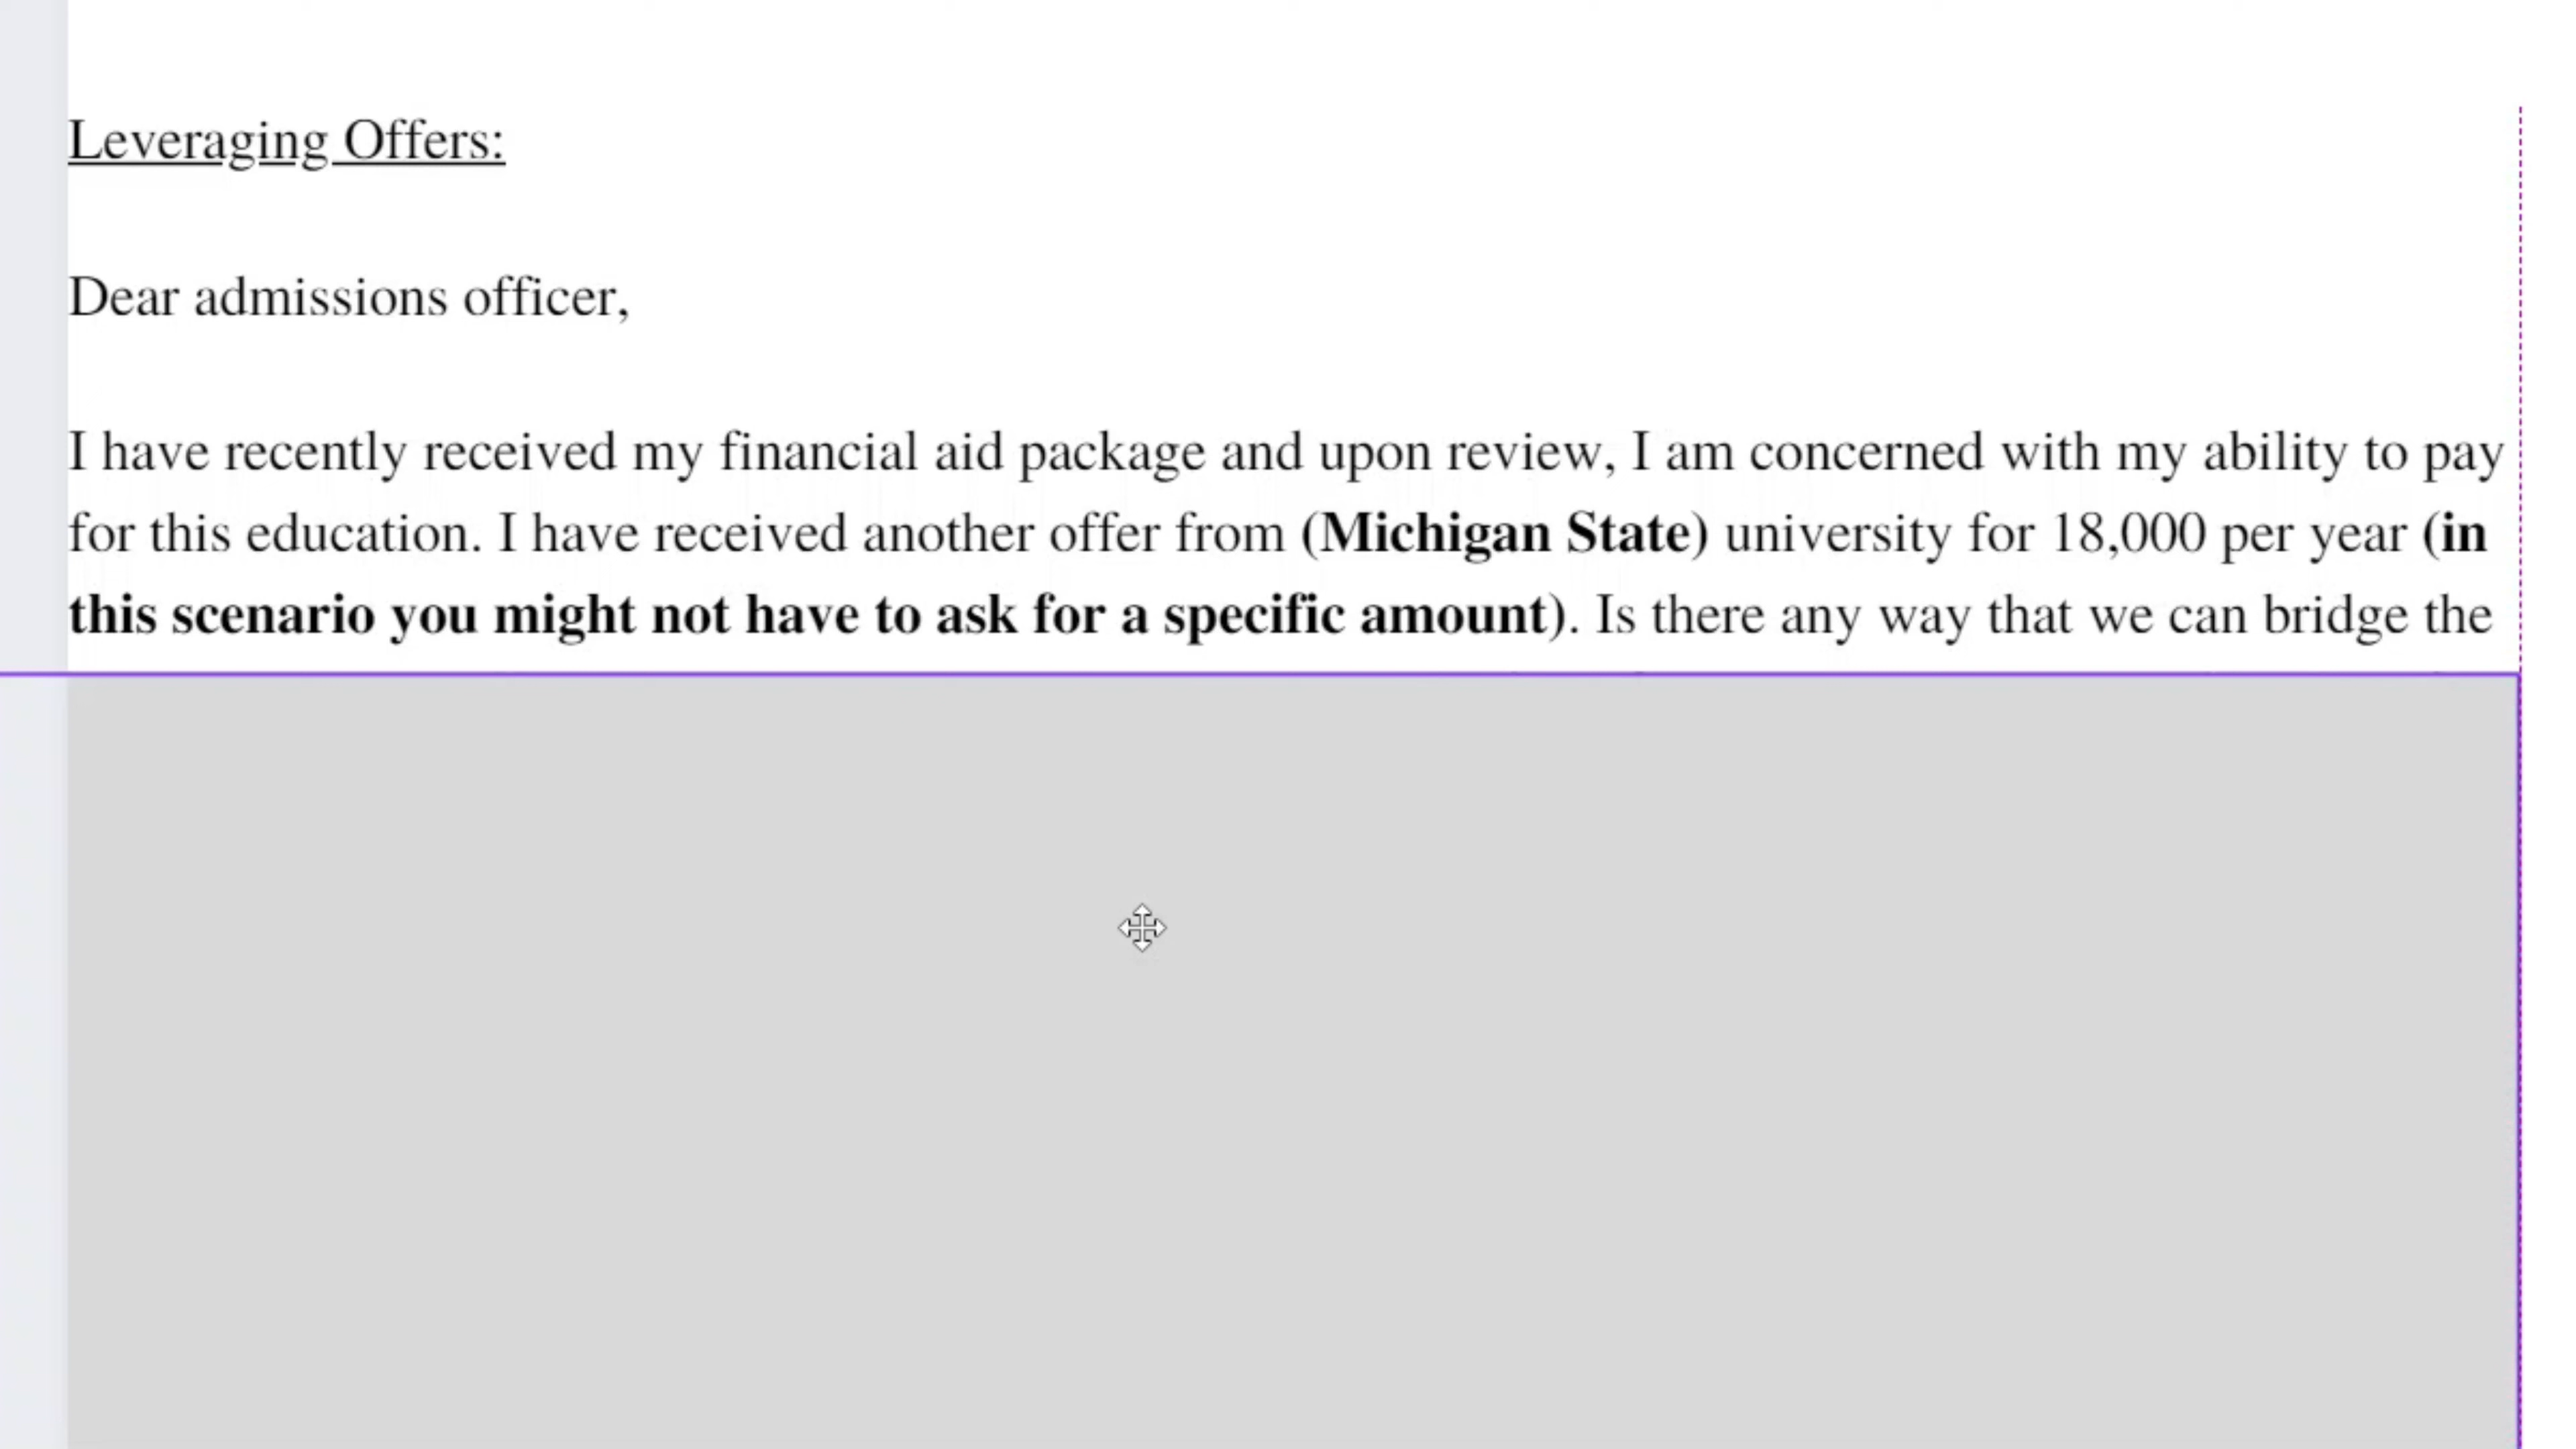 Leveraging Offers:
Dear admissions officer,
I have recently received my financial aid package and upon review, I am concerned with my ability to pay
for this education. I have received another offer from (Michigan State) university for 18,000 per year (in
this scenario you might not have to ask for a specific amount). Is there any way that we can bridge the